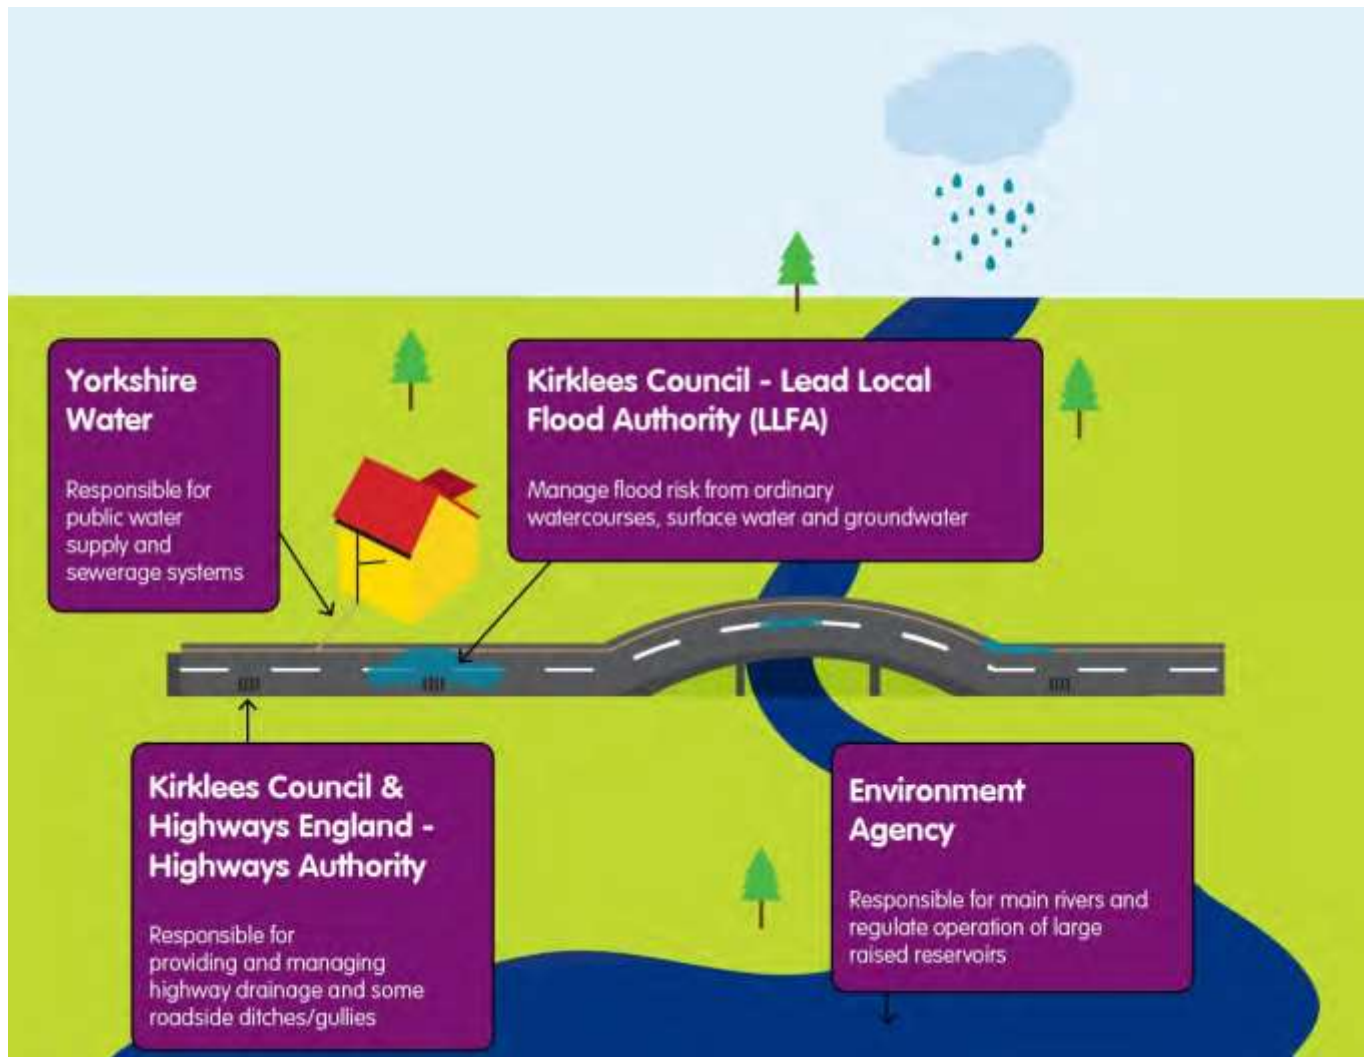 Yorkshire
Water
Responsible for
public water
supply and
sewerage systems
Kirklees Council - Lead Local
Flood Authority (LLFA)
Manage flood risk from ordinary
watercourses, surface water and groundwater
Kirklees Council &
Highways England -
Highways Authority
Responsible for
providing and managing
highway drainage and some
roadside ditches/gullies
Environment
Agency
Responsible for main rivers and
regulate operation of large
raised reservoirs